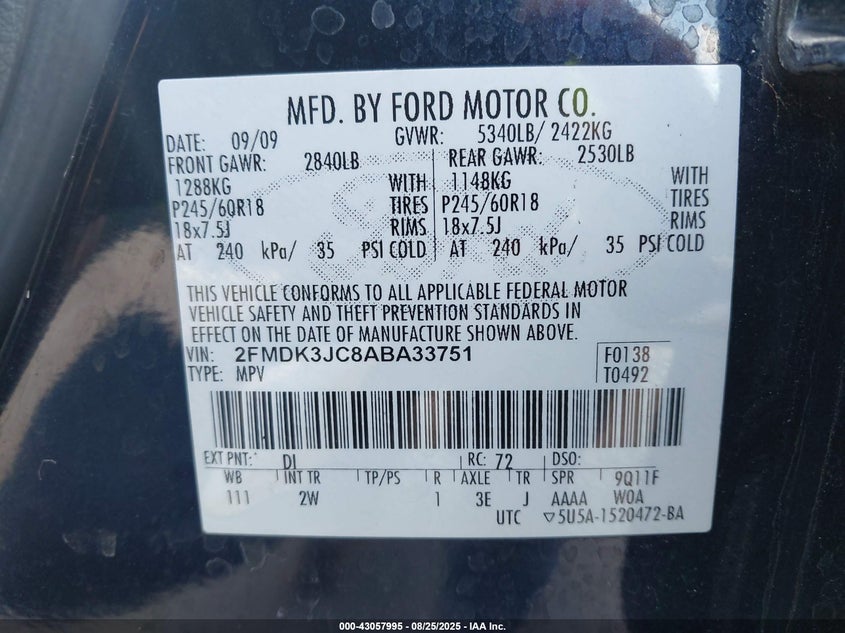 MFD. BY FORD MOTOR CO.
DATE: 09/09 GVWR: 5340LB/ 2422KG
FRONT GAWR: 2840LB REAR GAWR: 2530LB
1288KG WITH 1148KG WITH
P245/60R18 TIRES P245/60R18 TIRES
18x7.5J RIMS 18x7.5J RIMS
AT 240 kPa/ 35 PSI COLD AT 240 kPa/ 35 PSI COLD
THIS VEHICLE CONFORMS TO ALL APPLICABLE FEDERAL MOTOR
VEHICLE SAFETY AND THEFT PREVENTION STANDARDS IN
EFFECT ON THE DATE OF MANUFACTURE SHOWN ABOVE.
VIN: 2FMDK3JC8ABA33751 F0138
TYPE: MPV T0492
EXT PNT: DI RC: 72 DSO:
WB INT TR TP/PS R AXLE TR SPR 9Q11F
111 2W 1 3E J AAAA WOA
UTC ▽5U5A-1520472-BA
000-43057995 - 08/25/2025 - IAA Inc.